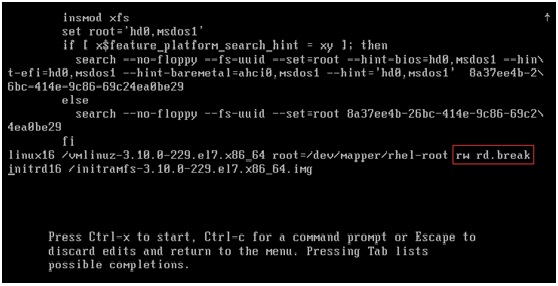 insmod xfs
set root='hd0,msdos1'
if [ x$feature_platform_search_hint = xy ]; then
search --no-floppy --fs-uuid --set=root --hint-bios=hd0,msdos1 --hin\
t-efi=hd0,msdos1 --hint-baremetal=ahci0,msdos1 --hint='hd0,msdos1' 8a37ee4b-2\
6bc-414e-9c86-69c24ea0be29
else
search --no-floppy --fs-uuid --set=root 8a37ee4b-26bc-414e-9c86-69c2\
4ea0be29
fi
linux16 /vmlinuz-3.10.0-229.el7.x86_64 root=/dev/mapper/rhel-root rw rd.break
initrd16 /initramfs-3.10.0-229.el7.x86_64.img
Press Ctrl-x to start, Ctrl-c for a command prompt or Escape to
discard edits and return to the menu. Pressing Tab lists
possible completions.